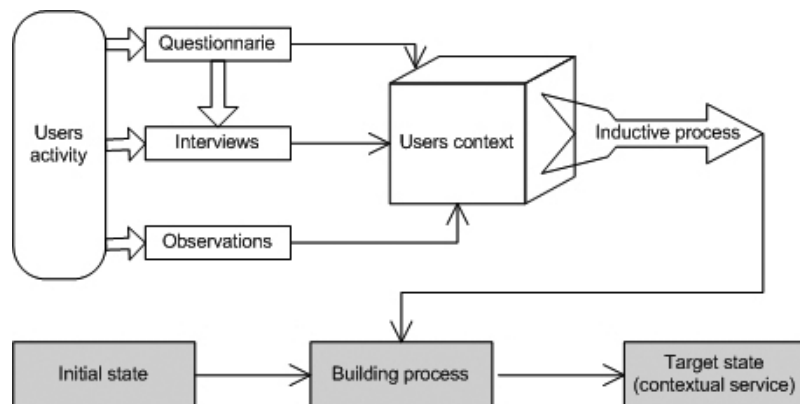 Questionnarie
Users
activity
Interviews
Observations
Users context
Inductive process
Initial state
Building process
Target state
(contextual service)